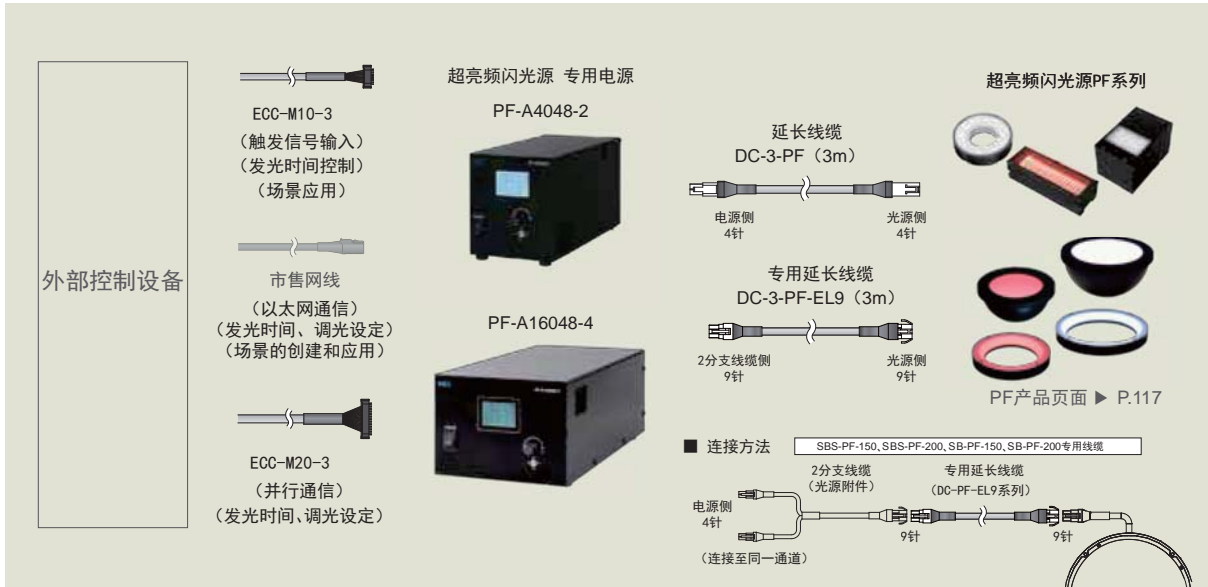 外部控制设备
ECC-M10-3
（触发信号输入）
（发光时间控制）
（场景应用）
市售网线
（以太网通信）
（发光时间、调光设定）
（场景的创建和应用）
ECC-M20-3
（并行通信）
（发光时间、调光设定）
超亮频闪光源 专用电源
PF-A4048-2
PF-A16048-4
延长线缆
DC-3-PF（3m）
电源侧
4针
光源侧
4针
专用延长线缆
DC-3-PF-EL9（3m）
2分支线缆侧
9针
光源侧
9针
超亮频闪光源PF系列
PF产品页面 ▶ P.117
■ 连接方法
SBS-PF-150、SBS-PF-200、SB-PF-150、SB-PF-200专用线缆
2分支线缆
（光源附件）
专用延长线缆
（DC-PF-EL9系列）
电源侧
4针
9针
9针
（连接至同一通道）